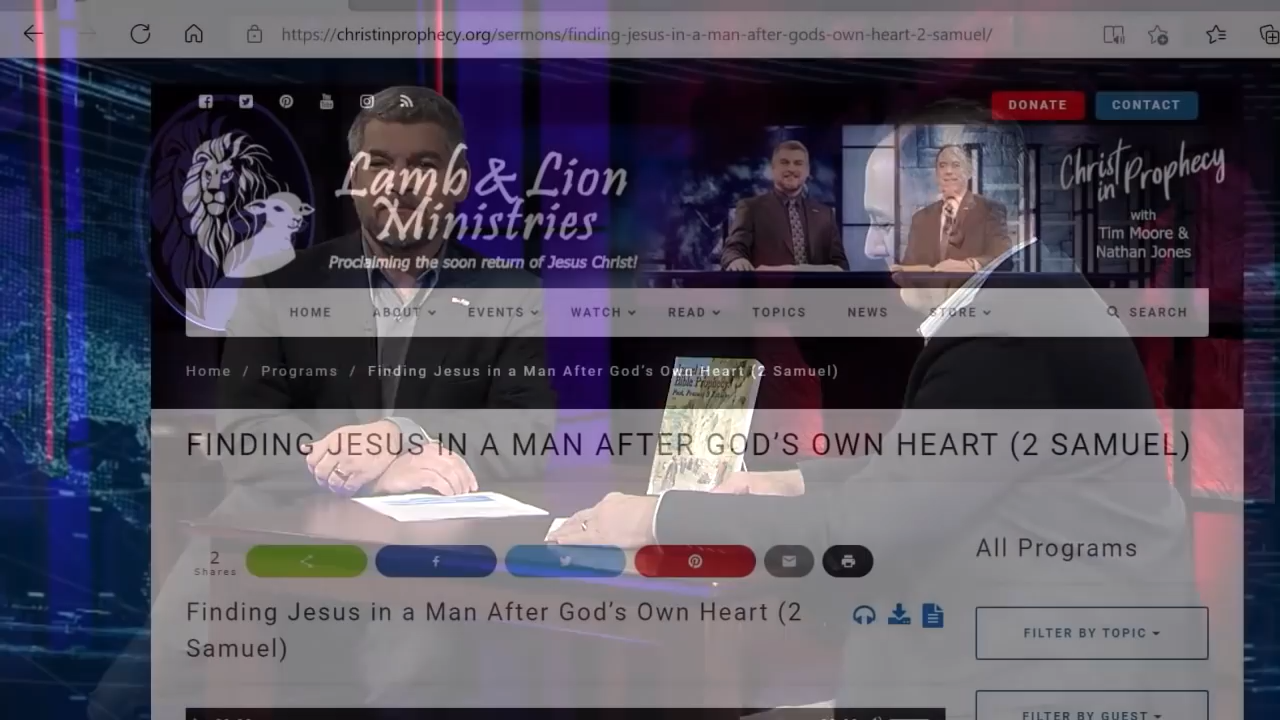 https://christinprophecy.org/sermons/finding-jesus-in-a-man-after-gods-own-heart-2-samuel/
DONATE
CONTACT
Lamb & Lion
Ministries
Proclaiming the soon return of Jesus Christ!
Christ
in Prophecy
with
Tim Moore &
Nathan Jones
HOME
ABOUT
EVENTS
WATCH
READ
TOPICS
NEWS
STORE
SEARCH
Home / Programs / Finding Jesus in a Man After God's Own Heart (2 Samuel)
Bible Prophecy
FINDING JESUS IN A MAN AFTER GOD'S OWN HEART (2 SAMUEL)
2
Shares
All Programs
Finding Jesus in a Man After God's Own Heart (2
Samuel)
FILTER BY TOPIC
FILTER BY GUEST